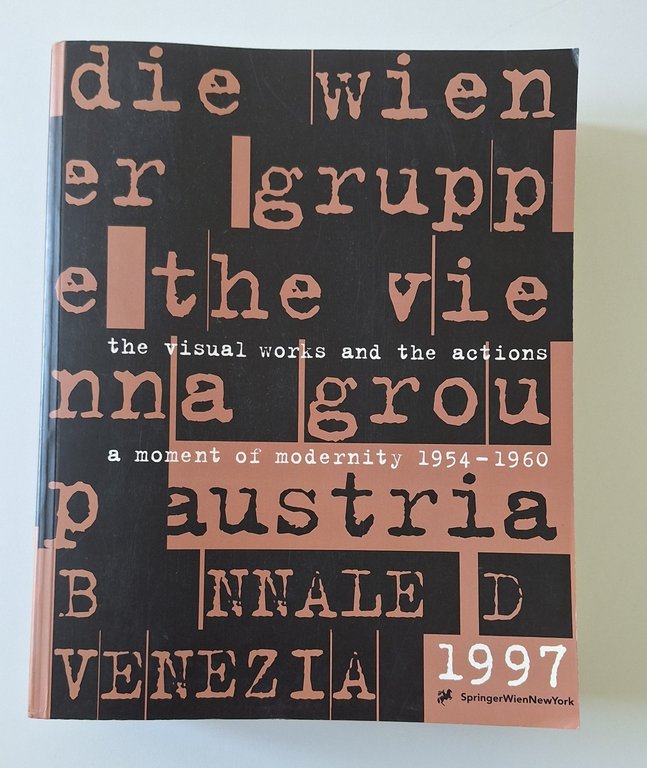 die wien
er grupp
e the vie
the visual works and the actions
nna grou
a moment of modernity 1954-1960
p austria
B NNALE D
VENEZIA
1997
SpringerWienNewYork